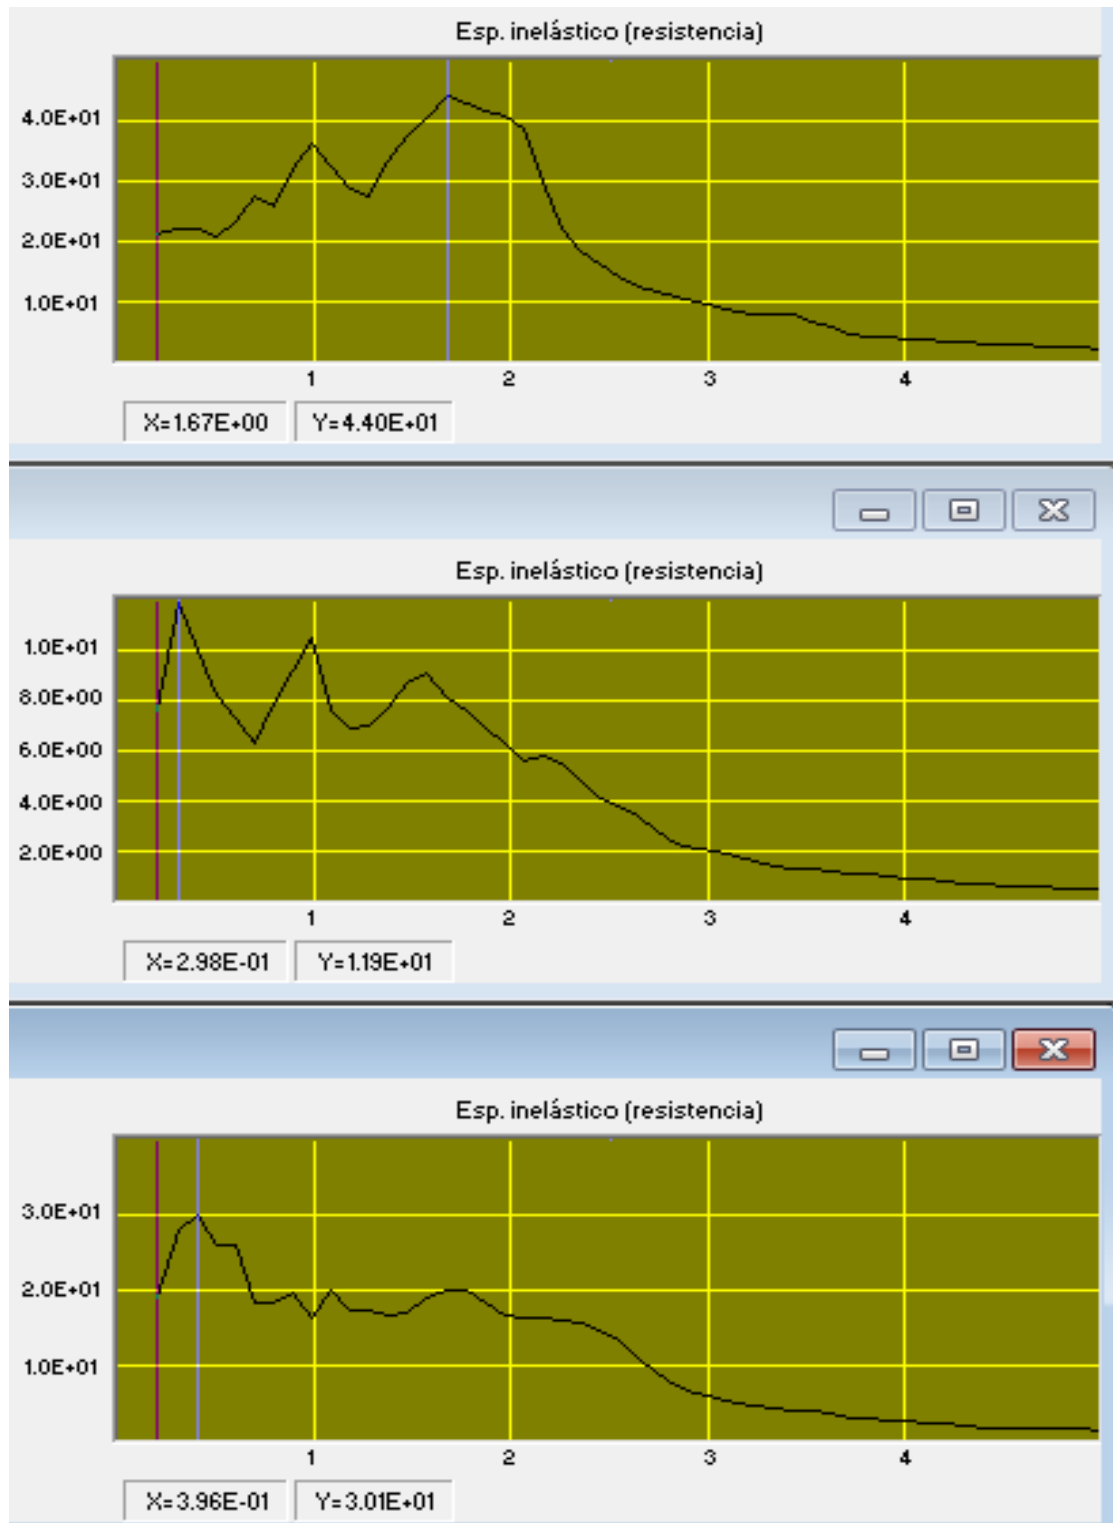 Esp. inelástico (resistencia)
4.0E+01
3.0E+01
2.0E+01
1.0E+01
1 2 3 4
X=1.67E+00 Y=4.40E+01
Esp. inelástico (resistencia)
1.0E+01
8.0E+00
6.0E+00
4.0E+00
2.0E+00
1 2 3 4
X=2.98E-01 Y=1.19E+01
Esp. inelástico (resistencia)
3.0E+01
2.0E+01
1.0E+01
1 2 3 4
X=3.96E-01 Y=3.01E+01